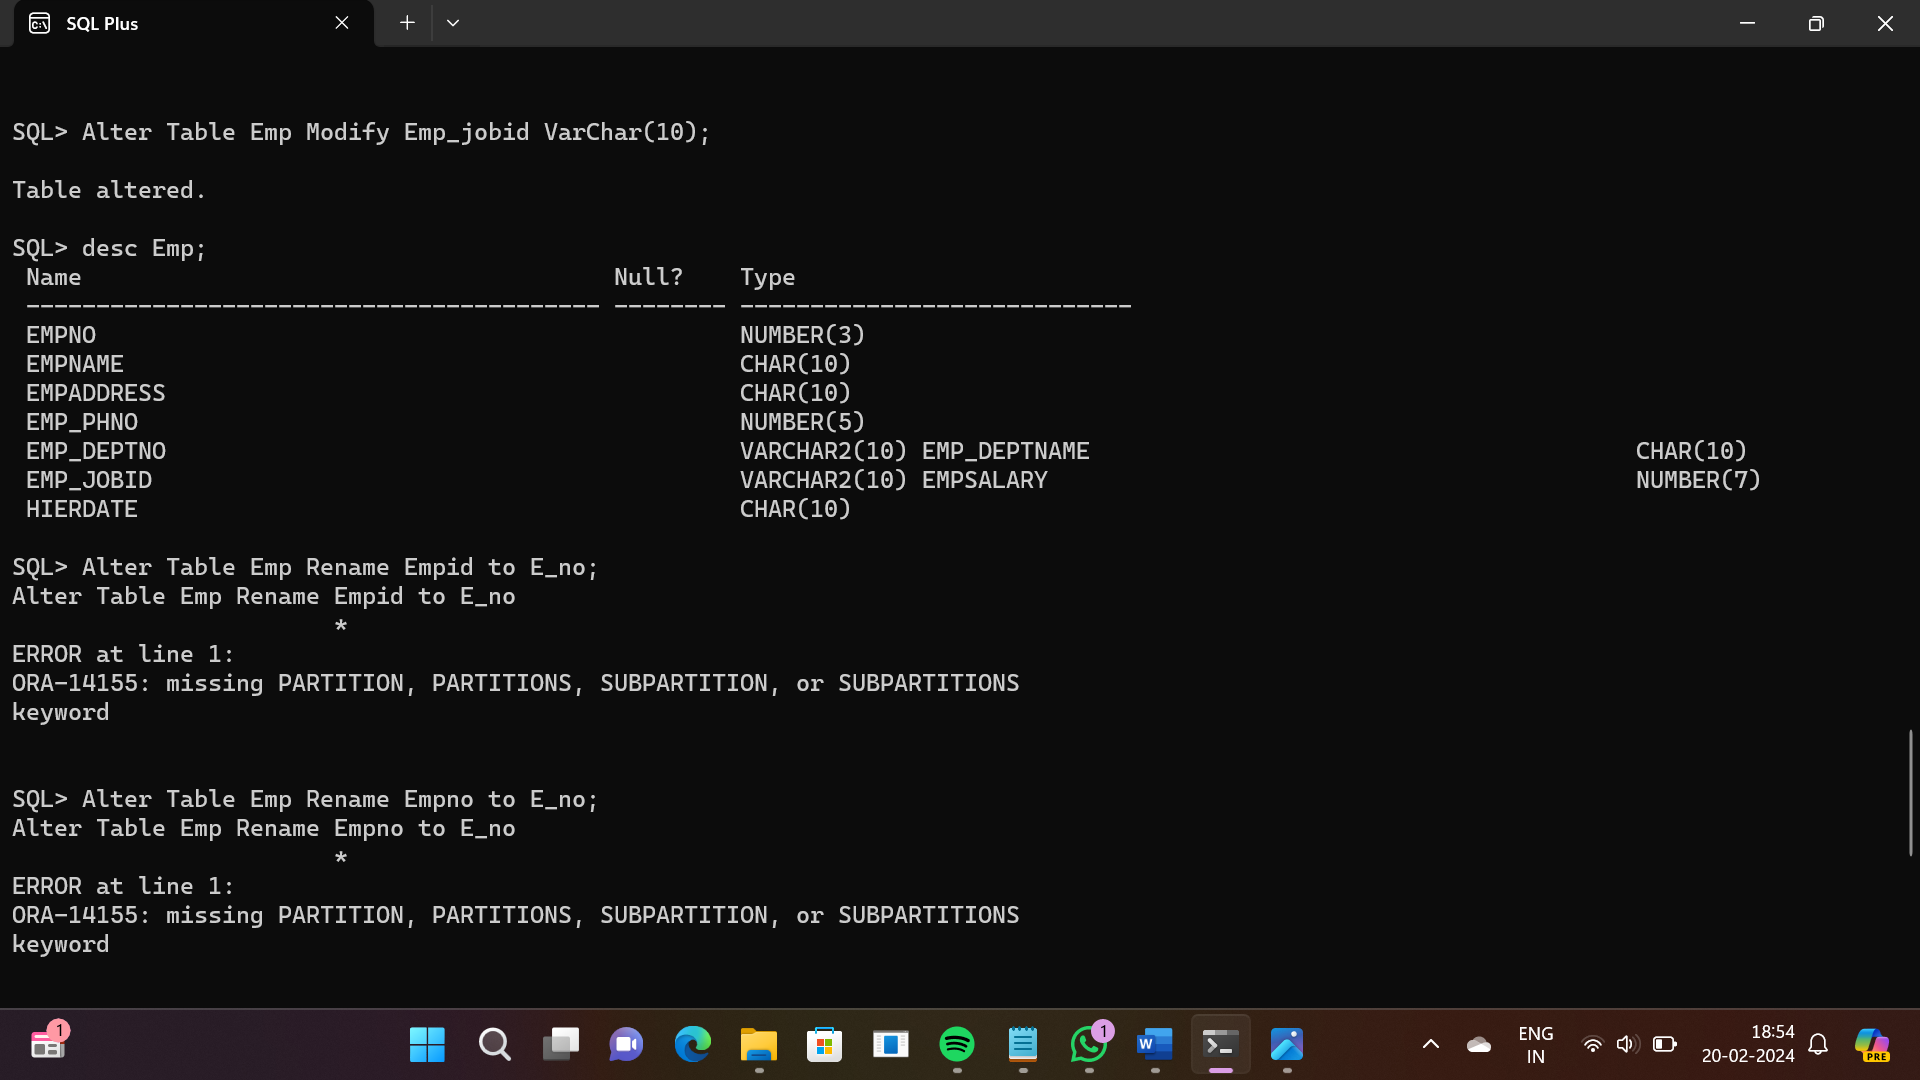 SQL Plus
SQL> Alter Table Emp Modify Emp_jobid VarChar(10);
Table altered.
SQL> desc Emp;
Name Null? Type
----------------------------------------- -------- ----------------------------
EMPNO NUMBER(3)
EMPNAME CHAR(10)
EMPADDRESS CHAR(10)
EMP_PHNO NUMBER(5)
EMP_DEPTNO VARCHAR2(10) EMP_DEPTNAME CHAR(10)
EMP_JOBID VARCHAR2(10) EMPSALARY NUMBER(7)
HIERDATE CHAR(10)
SQL> Alter Table Emp Rename Empid to E_no;
Alter Table Emp Rename Empid to E_no
*
ERROR at line 1:
ORA-14155: missing PARTITION, PARTITIONS, SUBPARTITION, or SUBPARTITIONS
keyword
SQL> Alter Table Emp Rename Empno to E_no;
Alter Table Emp Rename Empno to E_no
*
ERROR at line 1:
ORA-14155: missing PARTITION, PARTITIONS, SUBPARTITION, or SUBPARTITIONS
keyword
1
1
W
ENG
IN
18:54
20-02-2024
PRE